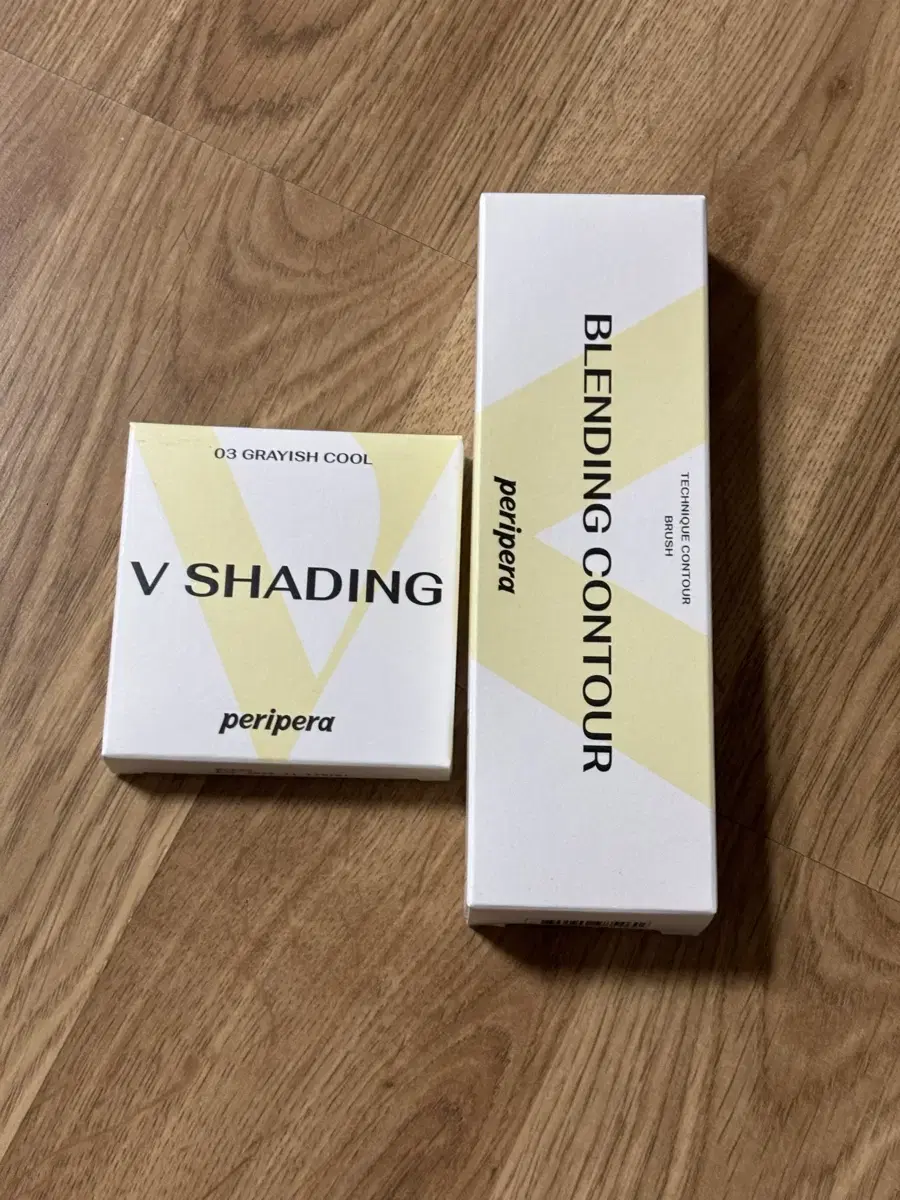 03 GRAYISH COOL
V SHADING
peripera
BLENDING CONTOUR
TECHNIQUE CONTOUR
BRUSH
peripera